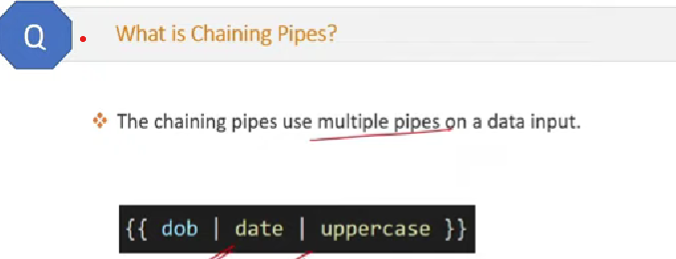 Q
What is Chaining Pipes?
The chaining pipes use multiple pipes on a data input.
{{ dob | date | uppercase }}